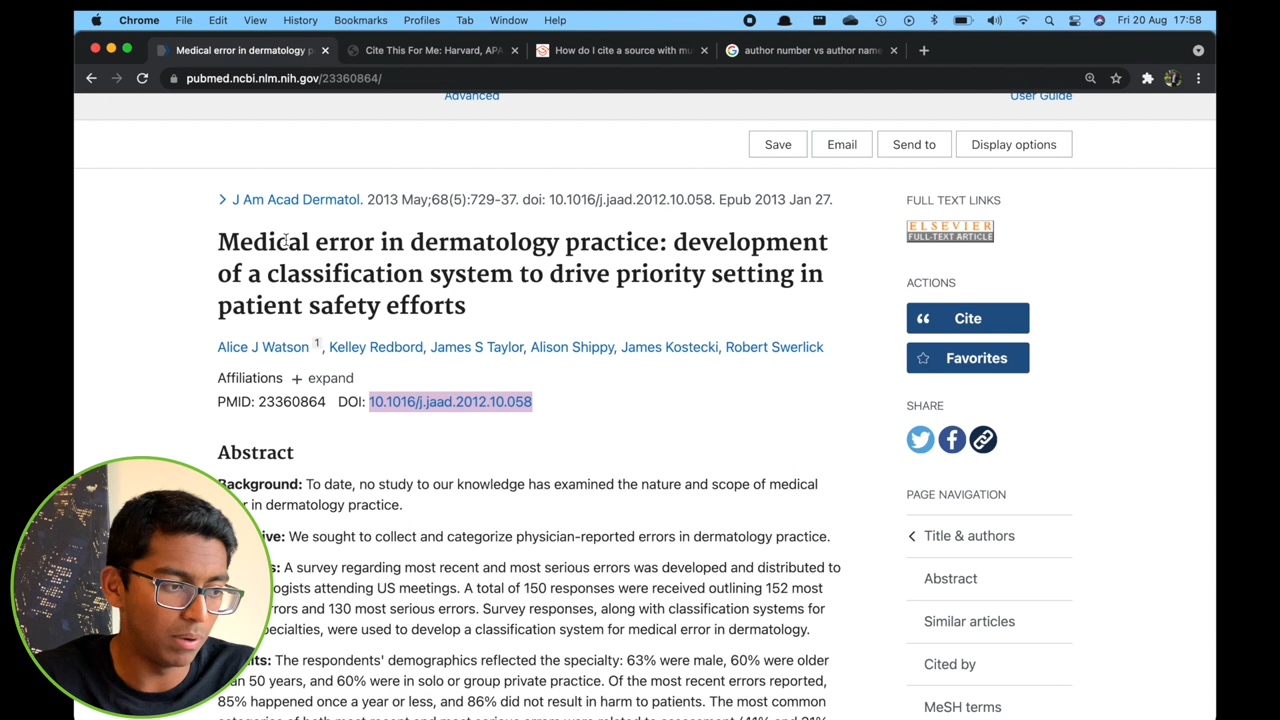 Chrome File Edit View History Bookmarks Profiles Tab Window Help Fri 20 Aug 17:58
Medical error in dermatology p Cite This For Me: Harvard, APA How do I cite a source with mu author number vs author name
pubmed.ncbi.nlm.nih.gov/23360864/
Advanced User Guide
Save Email Send to Display options
J Am Acad Dermatol. 2013 May;68(5):729-37. doi: 10.1016/j.jaad.2012.10.058. Epub 2013 Jan 27.
Medical error in dermatology practice: development
of a classification system to drive priority setting in
patient safety efforts
Alice J Watson 1, Kelley Redbord, James S Taylor, Alison Shippy, James Kostecki, Robert Swerlick
Affiliations + expand
PMID: 23360864 DOI: 10.1016/j.jaad.2012.10.058
Abstract
Background: To date, no study to our knowledge has examined the nature and scope of medical
in dermatology practice.
We sought to collect and categorize physician-reported errors in dermatology practice.
A survey regarding most recent and most serious errors was developed and distributed to
attending US meetings. A total of 150 responses were received outlining 152 most
and 130 most serious errors. Survey responses, along with classification systems for
were used to develop a classification system for medical error in dermatology.
The respondents' demographics reflected the specialty: 63% were male, 60% were older
50 years, and 60% were in solo or group private practice. Of the most recent errors reported,
85% happened once a year or less, and 86% did not result in harm to patients. The most common
FULL TEXT LINKS
ELSEVIER
FULL-TEXT ARTICLE
ACTIONS
Cite
Favorites
SHARE
PAGE NAVIGATION
Title & authors
Abstract
Similar articles
Cited by
MeSH terms